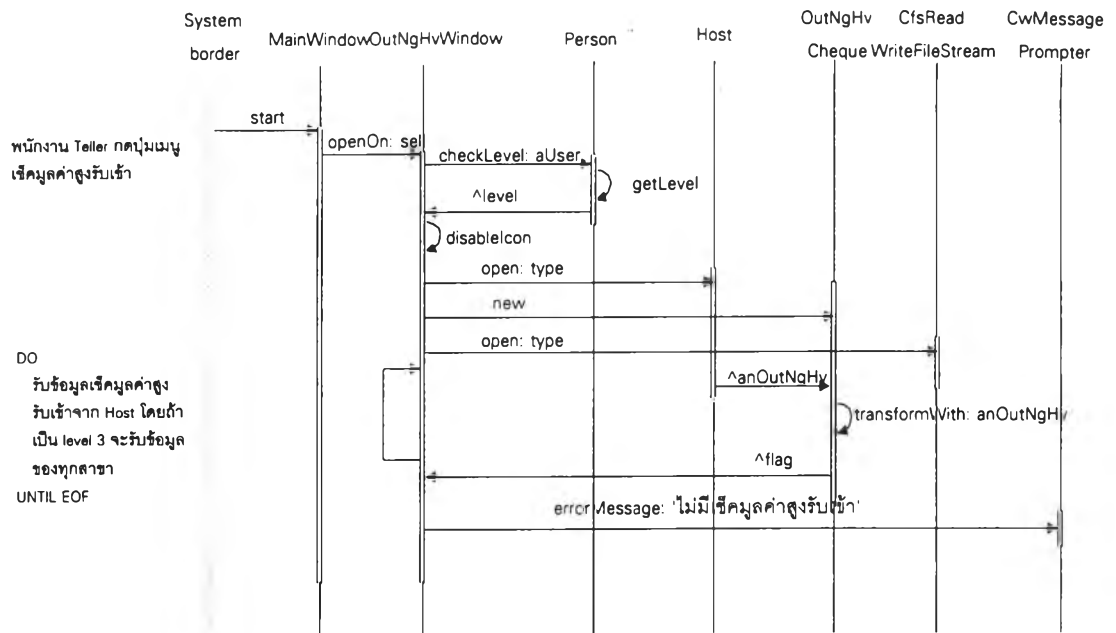 System
border
MainWindow
OutNgHvWindow
Person
Host
OutNgHv
Cheque
CfsRead
WriteFileStream
CwMessage
Prompter
start
พนักงาน Teller กดปุ่มเมนู
เช็คมูลค่าสูงรับเข้า
openOn: sel
checkLevel: aUser
getLevel
^level
disableIcon
open: type
new
open: type
DO
รับข้อมูลเช็คมูลค่าสูง
รับเข้าจาก Host โดยถ้า
เป็น level 3 จะรับข้อมูล
ของทุกสาขา
UNTIL EOF
^anOutNgHv
transformWith: anOutNgHv
^flag
errorMessage: 'ไม่มีเช็คมูลค่าสูงรับเข้า'